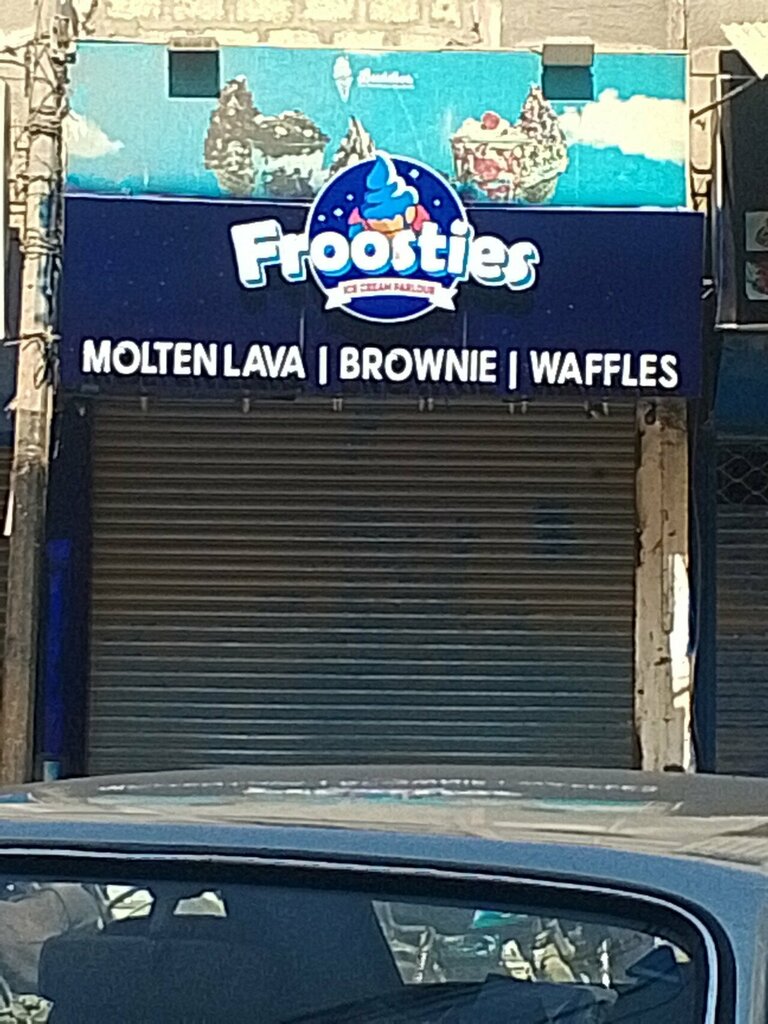 Froosties
ICE CREAM PARLOUR
MOLTEN LAVA | BROWNIE | WAFFLES